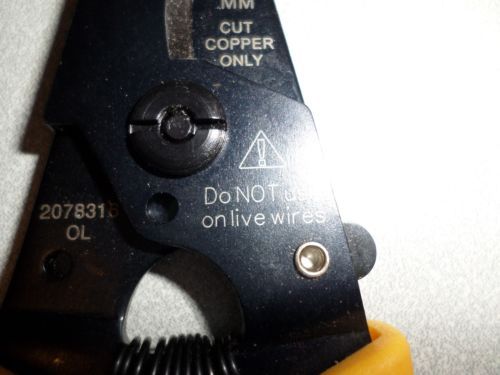 MM
CUT
COPPER
ONLY
Do NOT
on live wires
OL